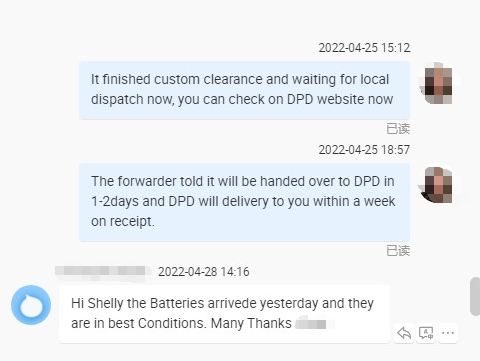 2022-04-25 15:12
It finished custom clearance and waiting for local
dispatch now, you can check on DPD website now
已读
2022-04-25 18:57
The forwarder told it will be handed over to DPD in
1-2days and DPD will delivery to you within a week
on receipt.
已读
2022-04-28 14:16
Hi Shelly the Batteries arrivede yesterday and they
are in best Conditions. Many Thanks